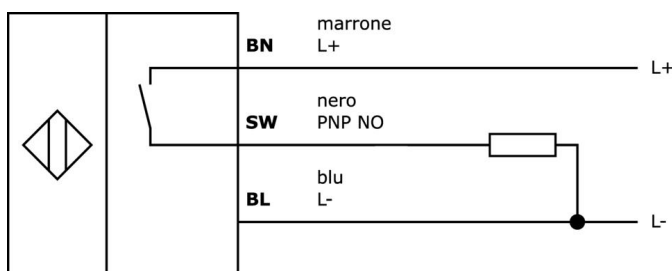 marrone
BN L+
L+
nero
SW PNP NO
blu
BL L-
L-